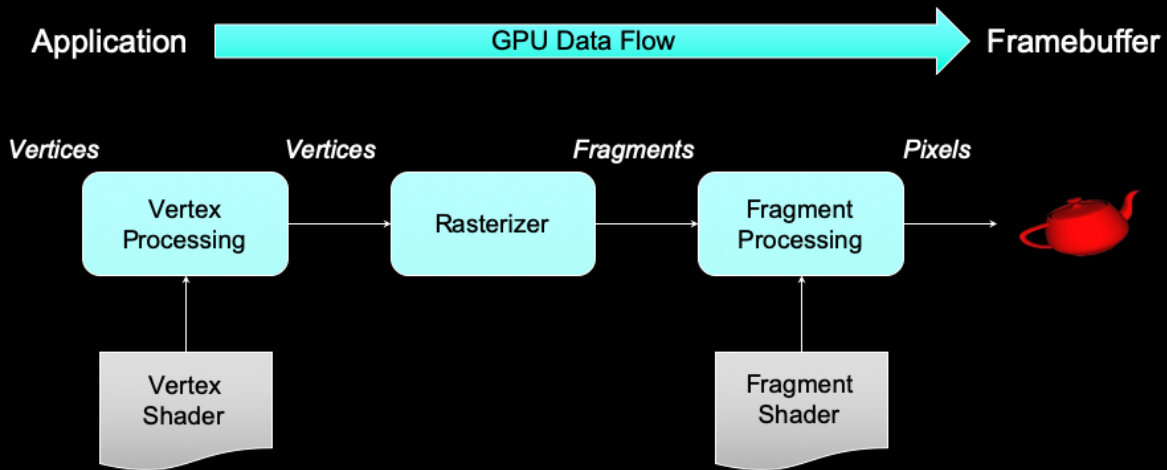 Application
GPU Data Flow
Framebuffer
Vertices
Vertices
Fragments
Pixels
Vertex
Processing
Rasterizer
Fragment
Processing
Vertex
Shader
Fragment
Shader